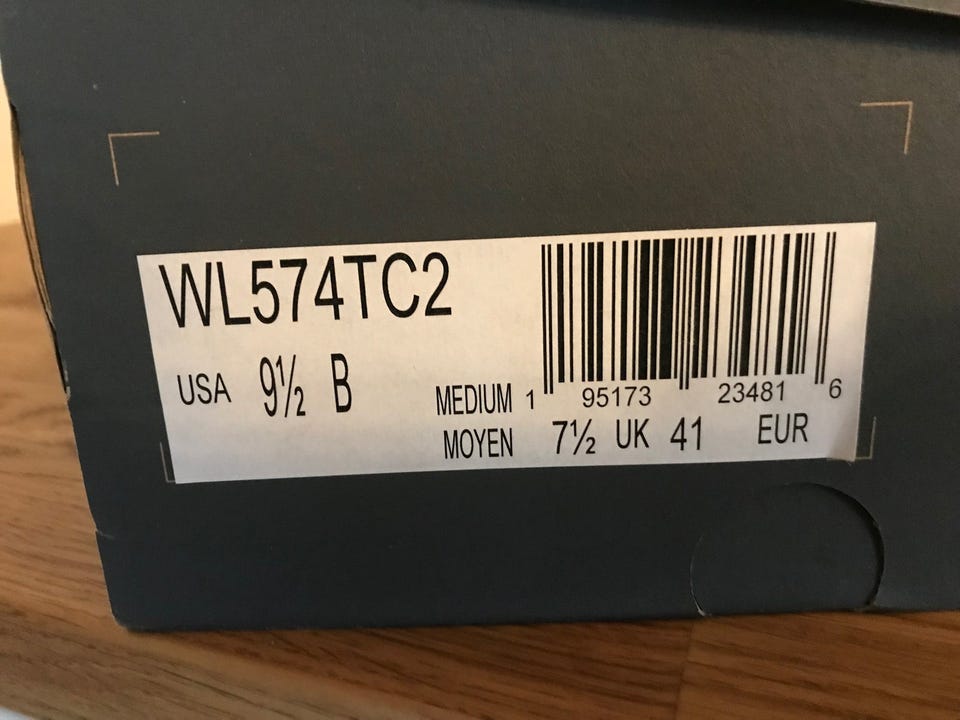 WL574TC2
USA 9½ B
MEDIUM 1 95173 23481 6
MOYEN 7½ UK 41 EUR